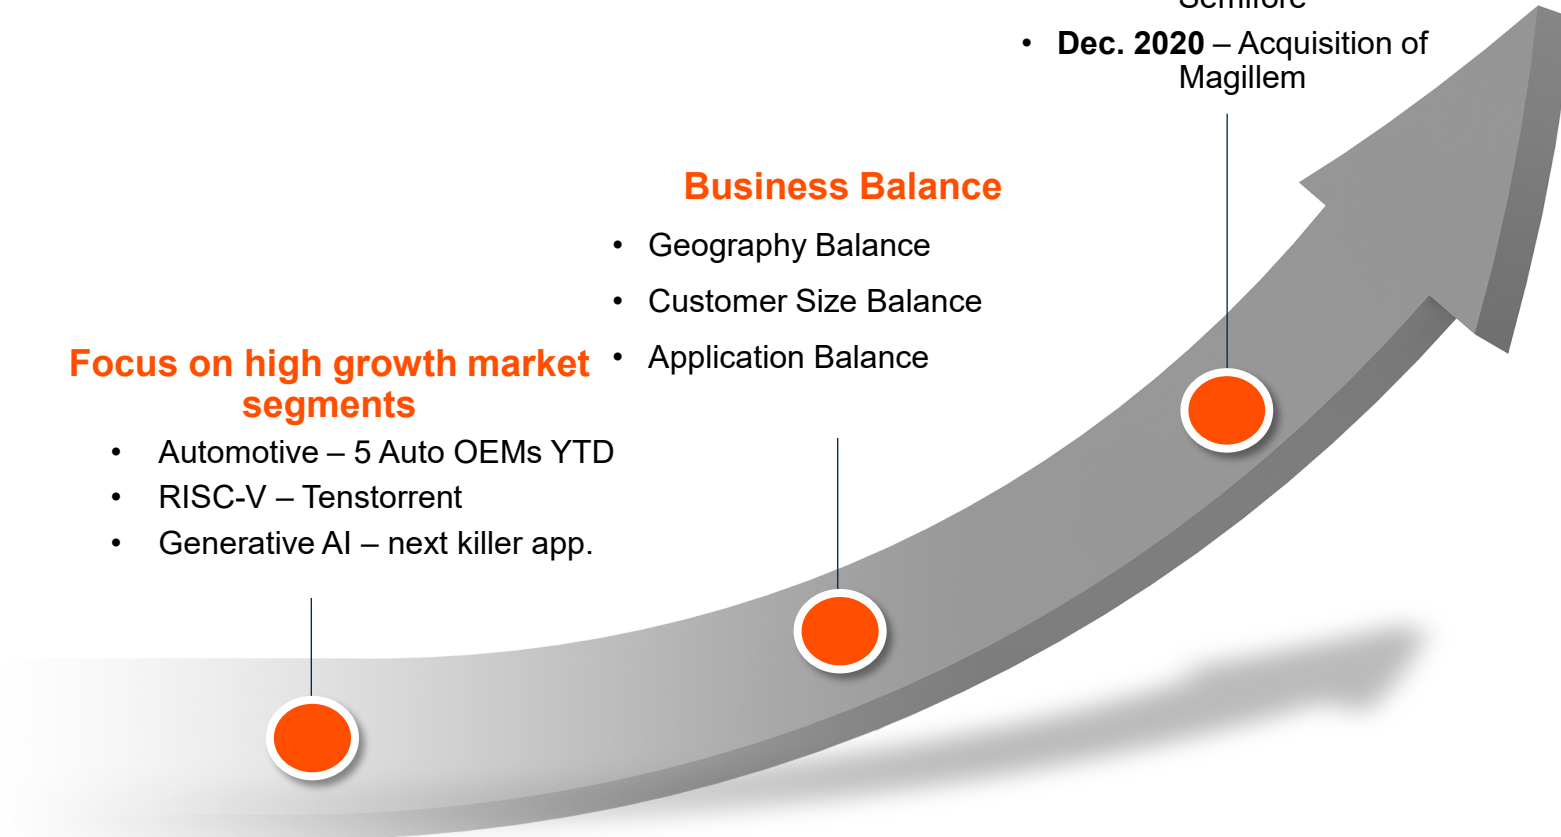 Semifore
• Dec. 2020 – Acquisition of
Magillem
Business Balance
• Geography Balance
• Customer Size Balance
• Application Balance
Focus on high growth market
segments
• Automotive – 5 Auto OEMs YTD
• RISC-V – Tenstorrent
• Generative AI – next killer app.